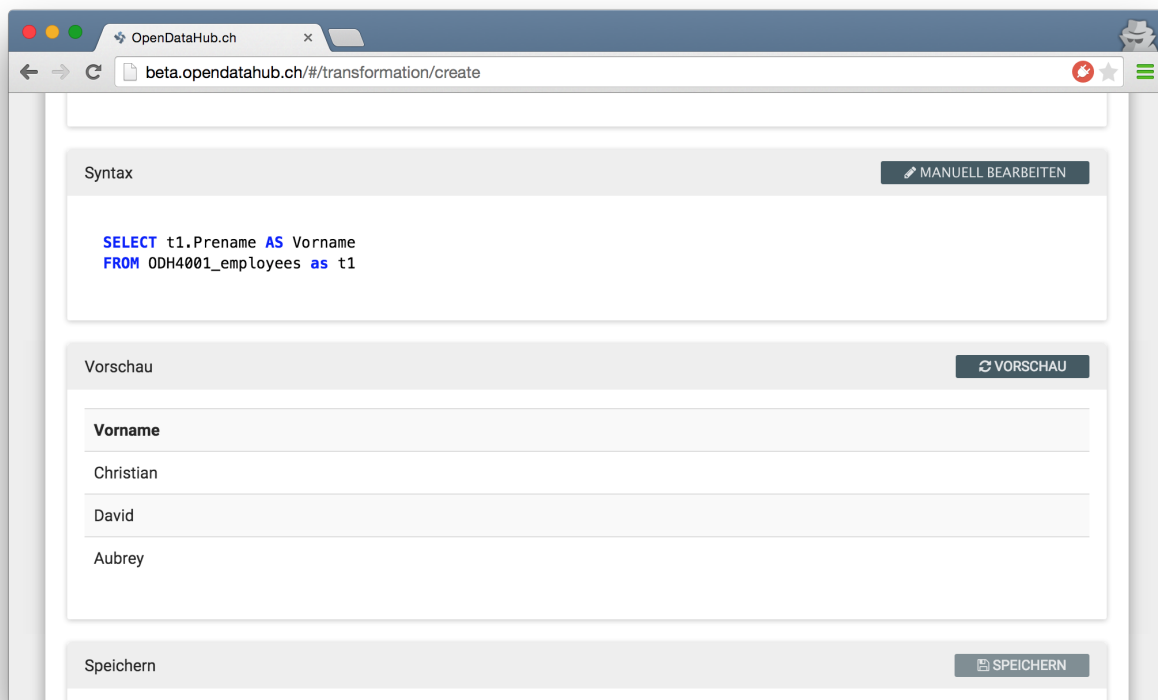 OpenDataHub.ch
beta.opendatahub.ch/#/transformation/create
Syntax
MANUELL BEARBEITEN
SELECT t1.Prename AS Vorname
FROM ODH4001_employees as t1
Vorschau
VORSCHAU
Vorname
Christian
David
Aubrey
Speichern
SPEICHERN